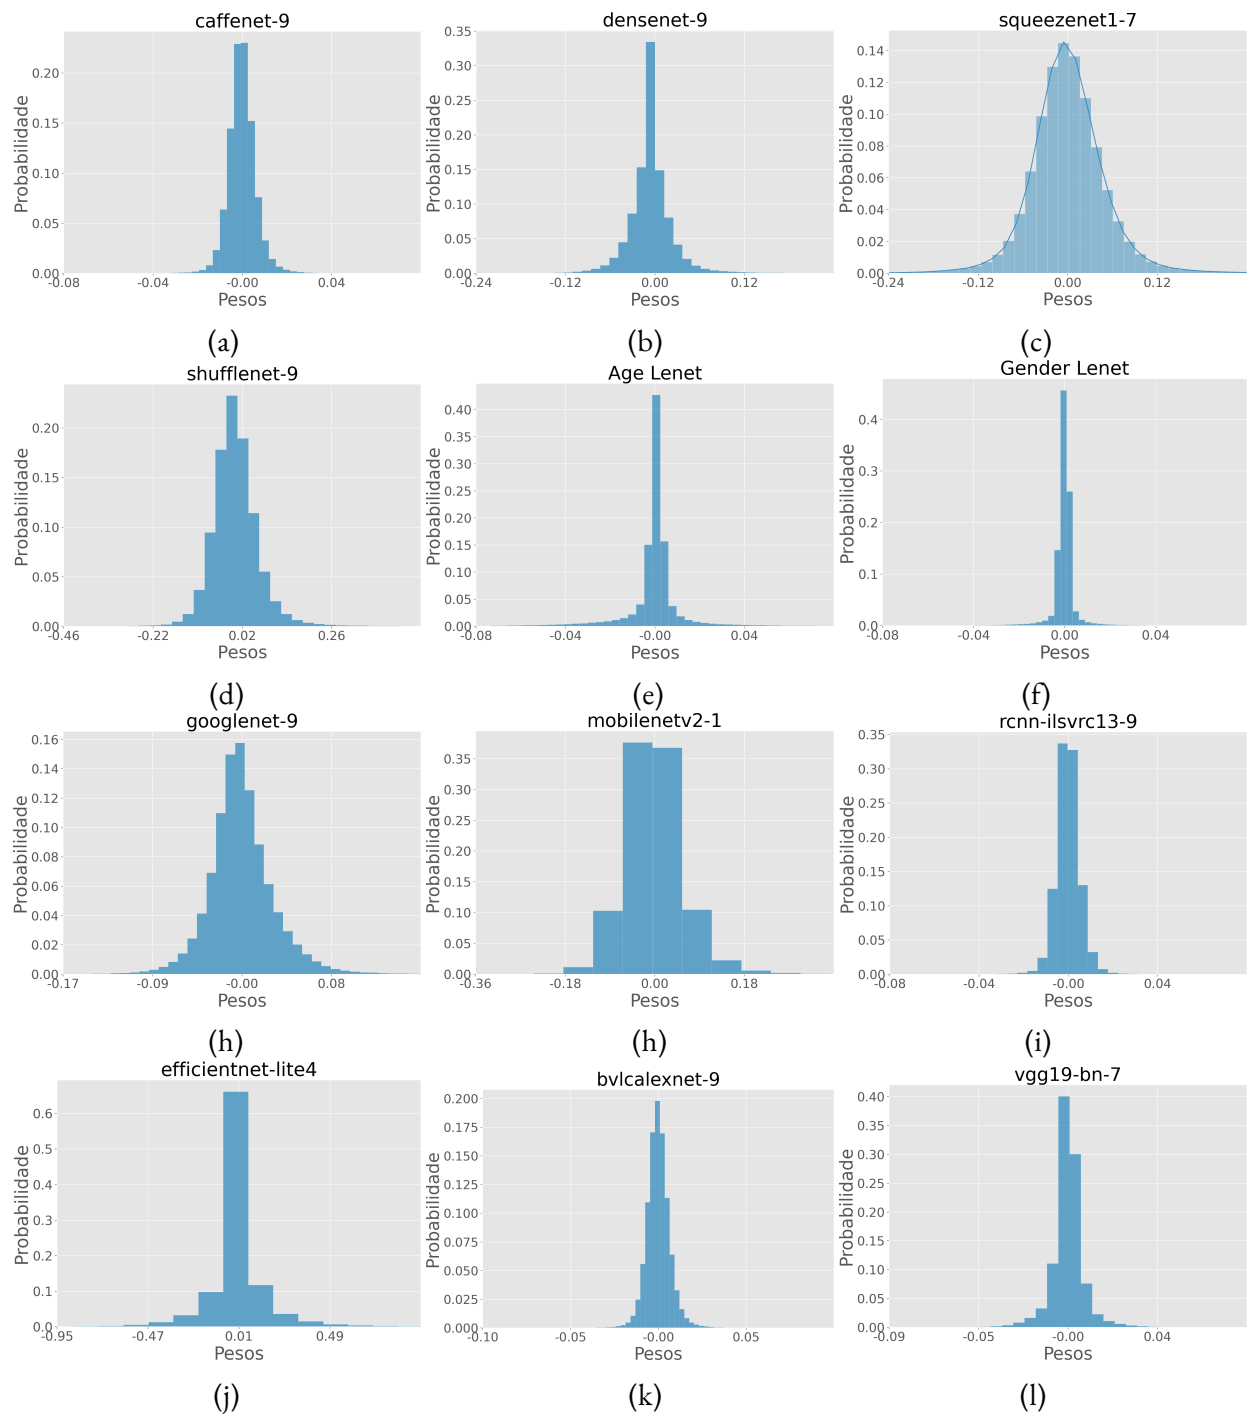 caffenet-9
0.20
0.15
0.10
0.05
0.00
Probabilidade
-0.08 -0.04 0.00 0.04
Pesos
(a)
densenet-9
0.35
0.30
0.25
0.20
0.15
0.10
0.05
0.00
Probabilidade
-0.24 -0.12 0.00 0.12
Pesos
(b)
squeezenet1-7
0.14
0.12
0.10
0.08
0.06
0.04
0.02
0.00
Probabilidade
-0.24 -0.12 0.00 0.12
Pesos
(c)
shufflenet-9
0.20
0.15
0.10
0.05
0.00
Probabilidade
-0.46 -0.22 0.02 0.26
Pesos
(d)
Age Lenet
0.40
0.35
0.30
0.25
0.20
0.15
0.10
0.05
0.00
Probabilidade
-0.08 -0.04 -0.00 0.04
Pesos
(e)
Gender Lenet
0.4
0.3
0.2
0.1
0.0
Probabilidade
-0.08 -0.04 0.00 0.04
Pesos
(f)
googlenet-9
0.16
0.14
0.12
0.10
0.08
0.06
0.04
0.02
0.00
Probabilidade
-0.17 -0.09 -0.00 0.08
Pesos
(h)
mobilenetv2-1
0.35
0.30
0.25
0.20
0.15
0.10
0.05
0.00
Probabilidade
-0.36 -0.18 0.00 0.18
Pesos
(h)
rcnn-ilsvrc13-9
0.35
0.30
0.25
0.20
0.15
0.10
0.05
0.00
Probabilidade
-0.08 -0.04 -0.00 0.04
Pesos
(i)
efficientnet-lite4
0.6
0.5
0.4
0.3
0.2
0.1
0.0
Probabilidade
-0.95 -0.47 0.01 0.49
Pesos
(j)
bvlcalexnet-9
0.200
0.175
0.150
0.125
0.100
0.075
0.050
0.025
0.000
Probabilidade
-0.10 -0.05 -0.00 0.05
Pesos
(k)
vgg19-bn-7
0.40
0.35
0.30
0.25
0.20
0.15
0.10
0.05
0.00
Probabilidade
-0.09 -0.05 -0.00 0.04
Pesos
(l)